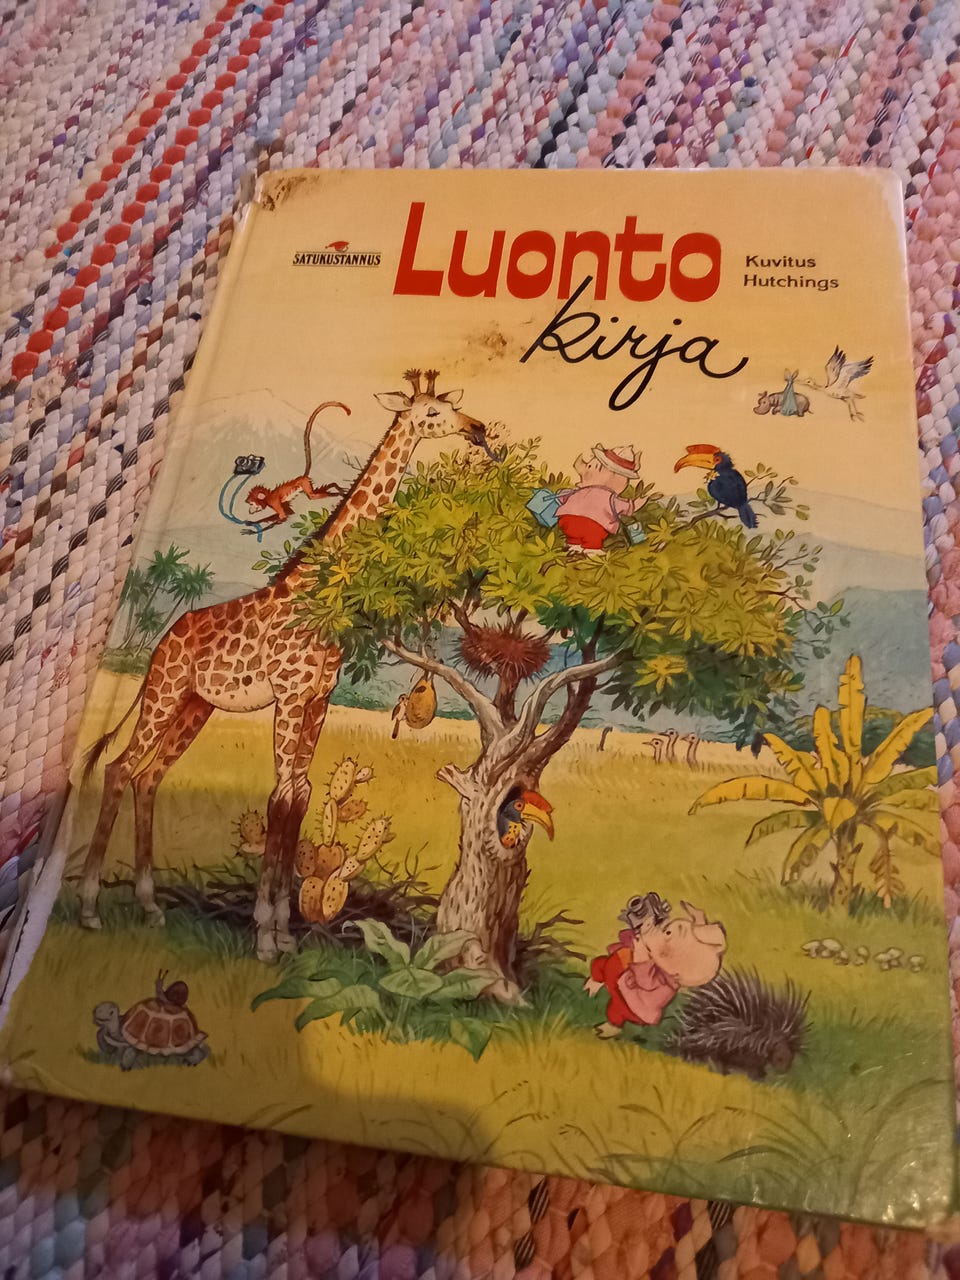 SATUKUSTANNUS
Luonto
kirja
Kuvitus
Hutchings